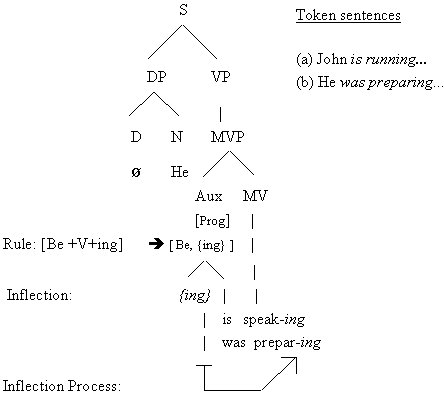 S
Token sentences
(a) John is running...
DP VP
(b) He was preparing...
D N MVP
ø He
Aux MV
[Prog]
Rule: [Be +V+ing] ➔ [ Be, {ing} ]
Inflection: {ing}
is speak-ing
was prepar-ing
Inflection Process: